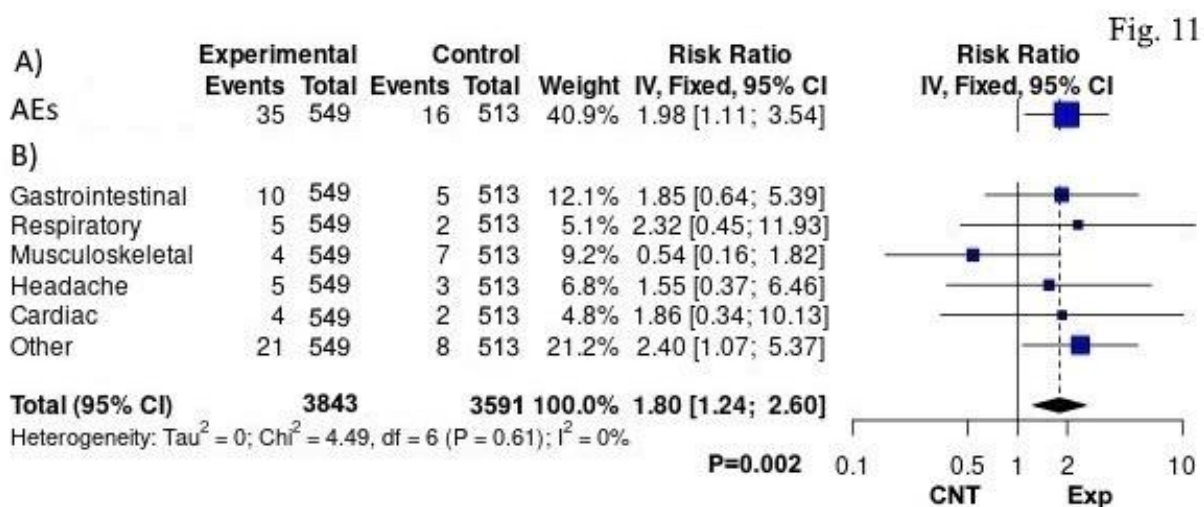 Fig. 11
A) Experimental Control Risk Ratio Risk Ratio
Events Total Events Total Weight IV, Fixed, 95% CI IV, Fixed, 95% CI
AEs 35 549 16 513 40.9% 1.98 [1.11; 3.54]
B)
Gastrointestinal 10 549 5 513 12.1% 1.85 [0.64; 5.39]
Respiratory 5 549 2 513 5.1% 2.32 [0.45; 11.93]
Musculoskeletal 4 549 7 513 9.2% 0.54 [0.16; 1.82]
Headache 5 549 3 513 6.8% 1.55 [0.37; 6.46]
Cardiac 4 549 2 513 4.8% 1.86 [0.34; 10.13]
Other 21 549 8 513 21.2% 2.40 [1.07; 5.37]
Total (95% CI) 3843 3591 100.0% 1.80 [1.24; 2.60]
Heterogeneity: Tau² = 0; Chi² = 4.49, df = 6 (P = 0.61); I² = 0%
P=0.002 0.1 0.5 1 2 10
CNT Exp